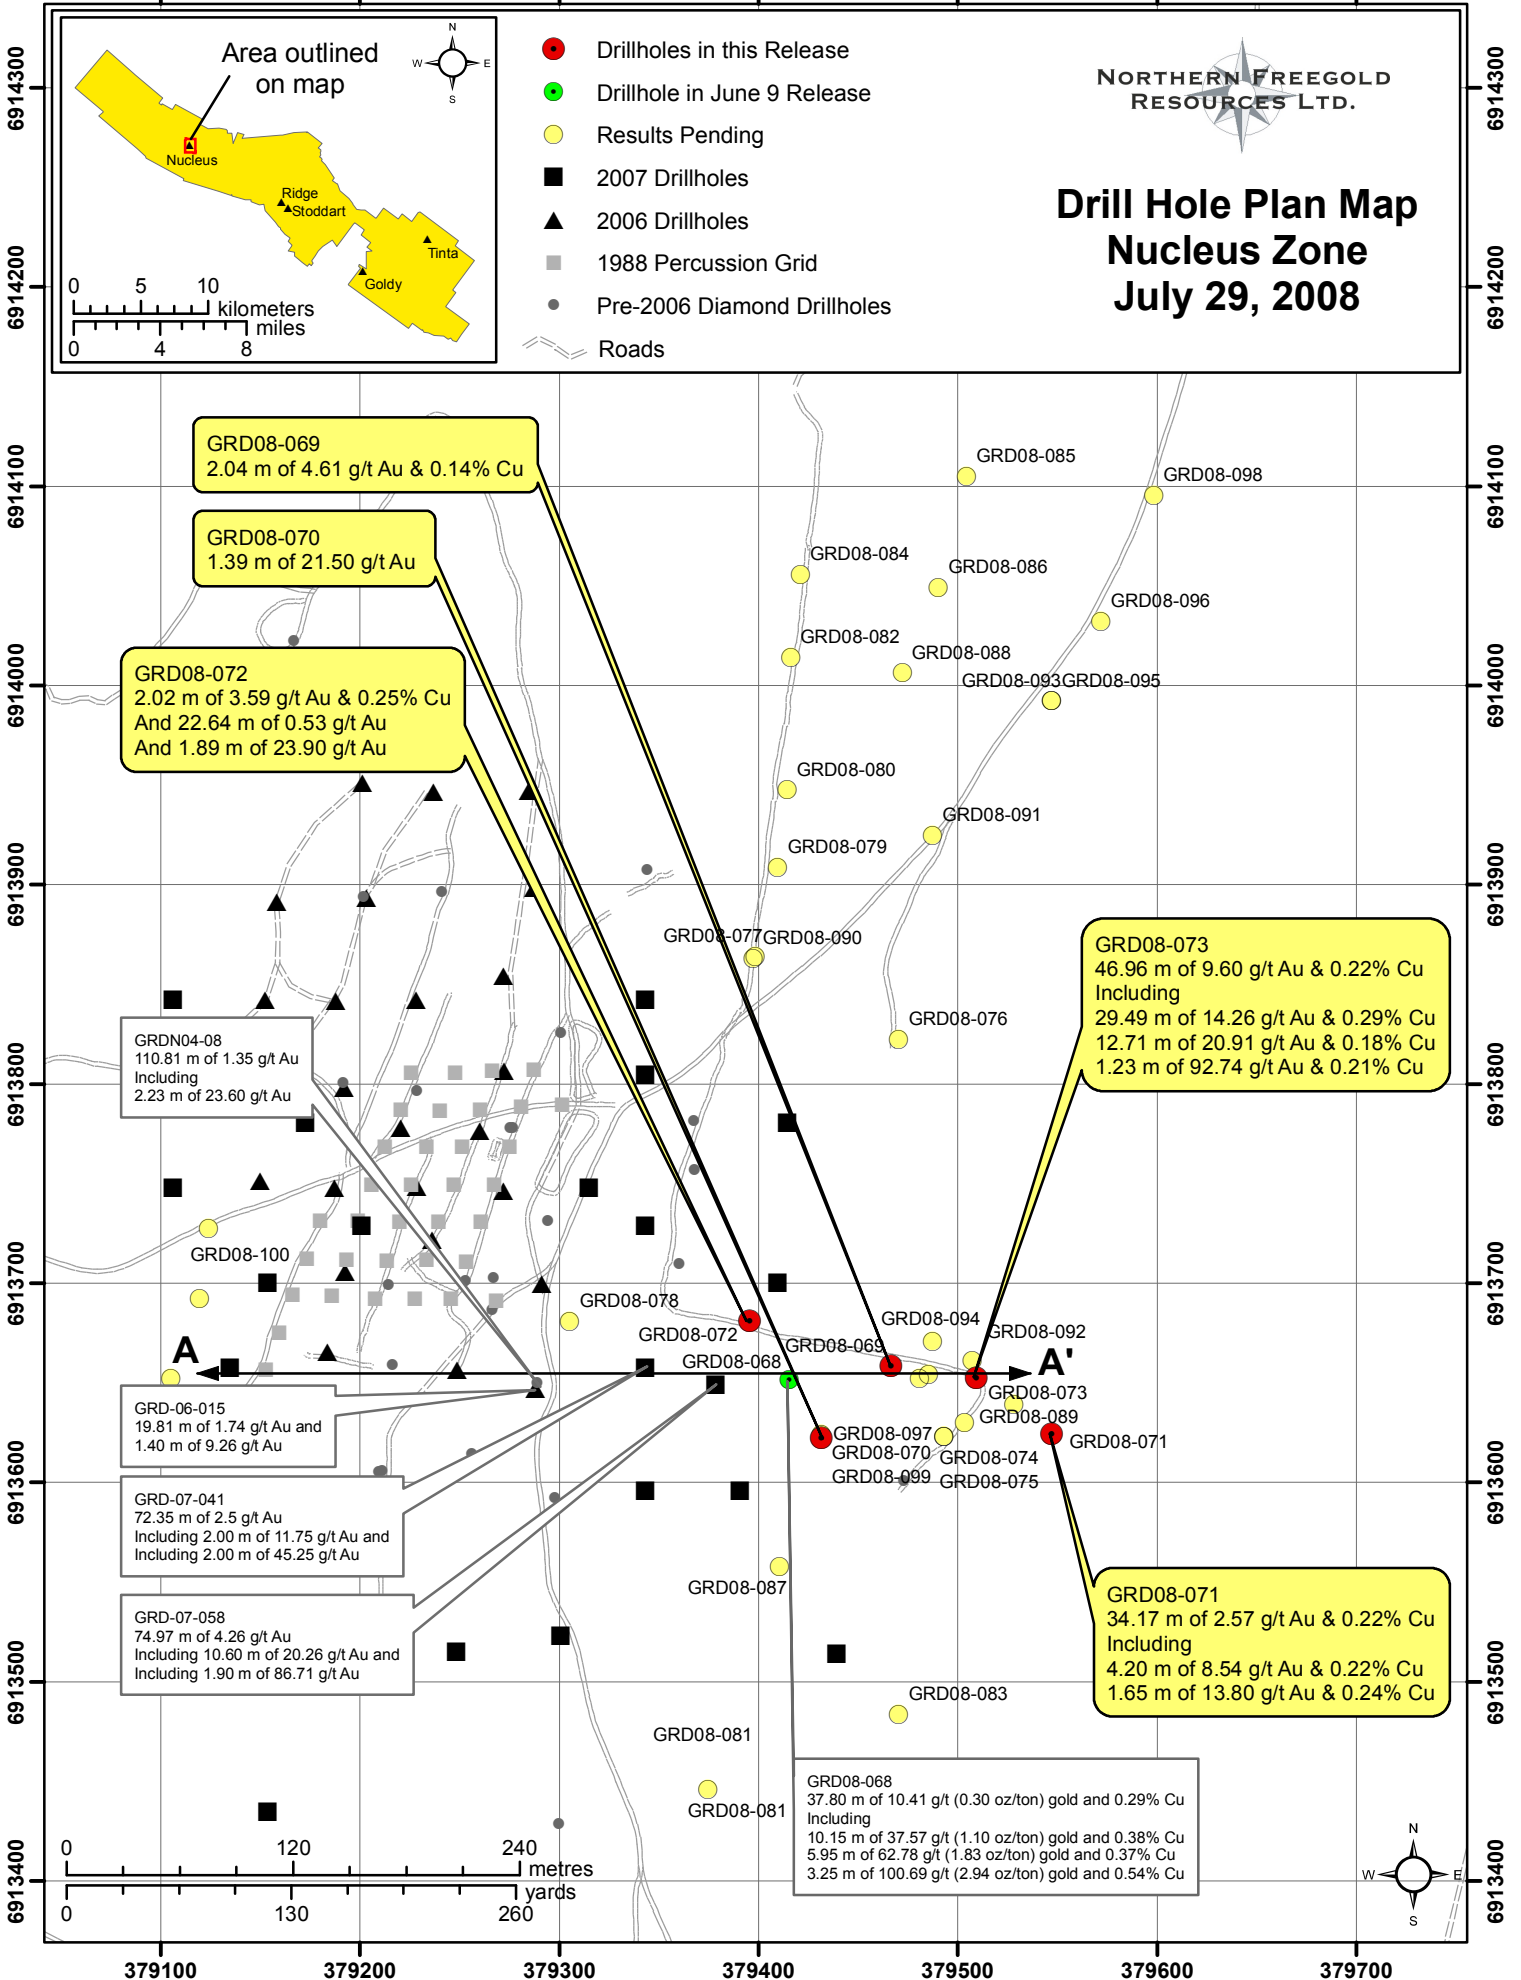 Area outlined
on map
N
W
E
S
Nucleus
Ridge
Stoddart
Tinta
Goldy
0 5 10
kilometers
miles
0 4 8
Drillholes in this Release
Drillhole in June 9 Release
Results Pending
2007 Drillholes
2006 Drillholes
1988 Percussion Grid
Pre-2006 Diamond Drillholes
Roads
NORTHERN FREEGOLD
RESOURCES LTD.
Drill Hole Plan Map
Nucleus Zone
July 29, 2008
6914300
6914200
6914100
6914000
6913900
6913800
6913700
6913600
6913500
6913400
6914300
6914200
6914100
6914000
6913900
6913800
6913700
6913600
6913500
6913400
GRD08-069
2.04 m of 4.61 g/t Au & 0.14% Cu
GRD08-070
1.39 m of 21.50 g/t Au
GRD08-072
2.02 m of 3.59 g/t Au & 0.25% Cu
And 22.64 m of 0.53 g/t Au
And 1.89 m of 23.90 g/t Au
GRD08-085
GRD08-098
GRD08-084
GRD08-086
GRD08-096
GRD08-082
GRD08-088
GRD08-093GRD08-095
GRD08-080
GRD08-091
GRD08-079
GRD08-077GRD08-090
GRD08-076
GRD08-073
46.96 m of 9.60 g/t Au & 0.22% Cu
Including
29.49 m of 14.26 g/t Au & 0.29% Cu
12.71 m of 20.91 g/t Au & 0.18% Cu
1.23 m of 92.74 g/t Au & 0.21% Cu
GRDN04-08
110.81 m of 1.35 g/t Au
Including
2.23 m of 23.60 g/t Au
GRD08-100
GRD08-078
GRD08-072
GRD08-069
GRD08-094
GRD08-092
GRD08-068
A
A'
GRD08-073
GRD08-089
GRD08-071
GRD08-097
GRD08-070
GRD08-099
GRD08-074
GRD08-075
GRD-06-015
19.81 m of 1.74 g/t Au and
1.40 m of 9.26 g/t Au
GRD-07-041
72.35 m of 2.5 g/t Au
Including 2.00 m of 11.75 g/t Au and
Including 2.00 m of 45.25 g/t Au
GRD-07-058
74.97 m of 4.26 g/t Au
Including 10.60 m of 20.26 g/t Au and
Including 1.90 m of 86.71 g/t Au
GRD08-087
GRD08-071
34.17 m of 2.57 g/t Au & 0.22% Cu
Including
4.20 m of 8.54 g/t Au & 0.22% Cu
1.65 m of 13.80 g/t Au & 0.24% Cu
GRD08-083
GRD08-081
GRD08-081
GRD08-068
37.80 m of 10.41 g/t (0.30 oz/ton) gold and 0.29% Cu
Including
10.15 m of 37.57 g/t (1.10 oz/ton) gold and 0.38% Cu
5.95 m of 62.78 g/t (1.83 oz/ton) gold and 0.37% Cu
3.25 m of 100.69 g/t (2.94 oz/ton) gold and 0.54% Cu
0 120 240
metres
yards
0 130 260
N
W
E
S
379100 379200 379300 379400 379500 379600 379700